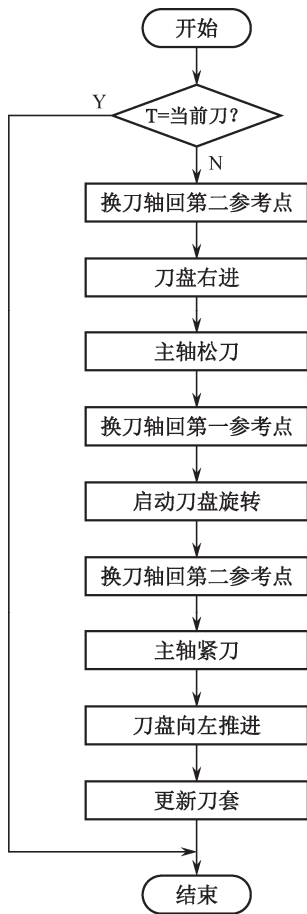 开始
T=当前刀?
Y
N
换刀轴回第二参考点
刀盘右进
主轴松刀
换刀轴回第一参考点
启动刀盘旋转
换刀轴回第二参考点
主轴紧刀
刀盘向左推进
更新刀套
结束